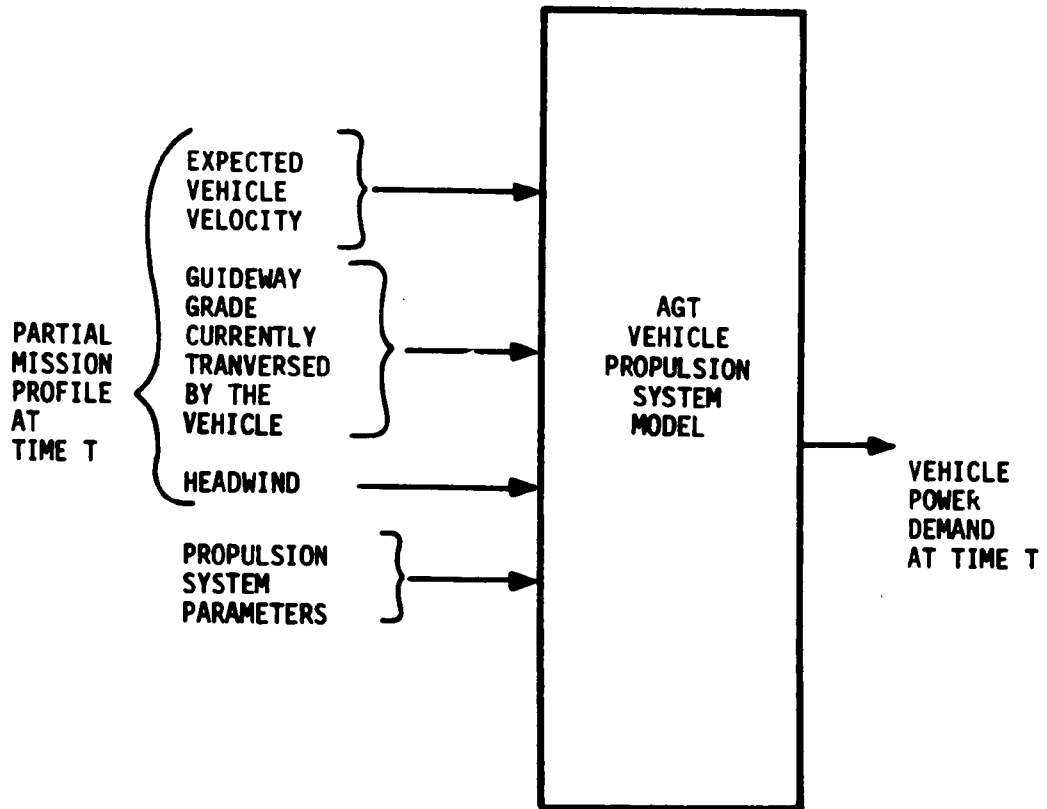 PARTIAL
MISSION
PROFILE
AT
TIME T
EXPECTED
VEHICLE
VELOCITY
GUIDEWAY
GRADE
CURRENTLY
TRANVERSED
BY THE
VEHICLE
HEADWIND
PROPULSION
SYSTEM
PARAMETERS
AGT
VEHICLE
PROPULSION
SYSTEM
MODEL
VEHICLE
POWER
DEMAND
AT TIME T